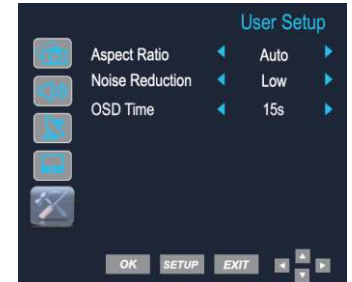 User Setup
Aspect Ratio Auto
Noise Reduction Low
OSD Time 15s
OK SETUP EXIT